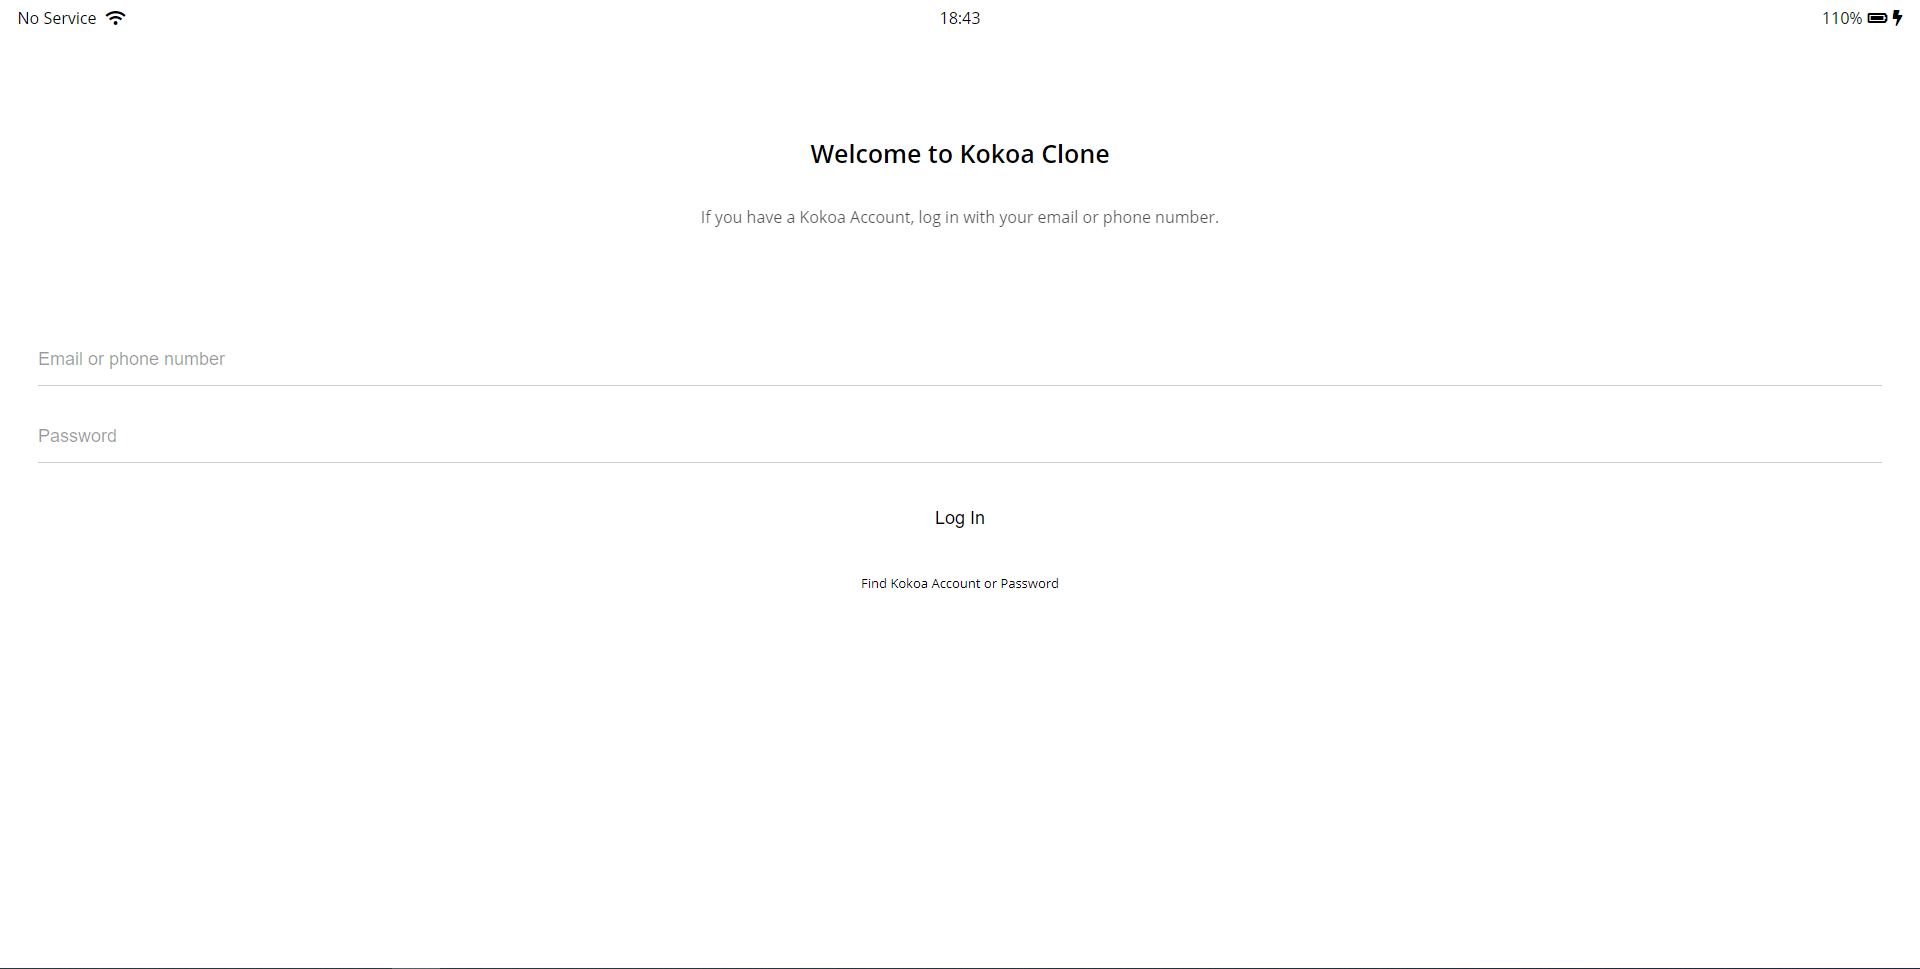 No Service 18:43 110%
Welcome to Kokoa Clone
If you have a Kokoa Account, log in with your email or phone number.
Email or phone number
Password
Log In
Find Kokoa Account or Password